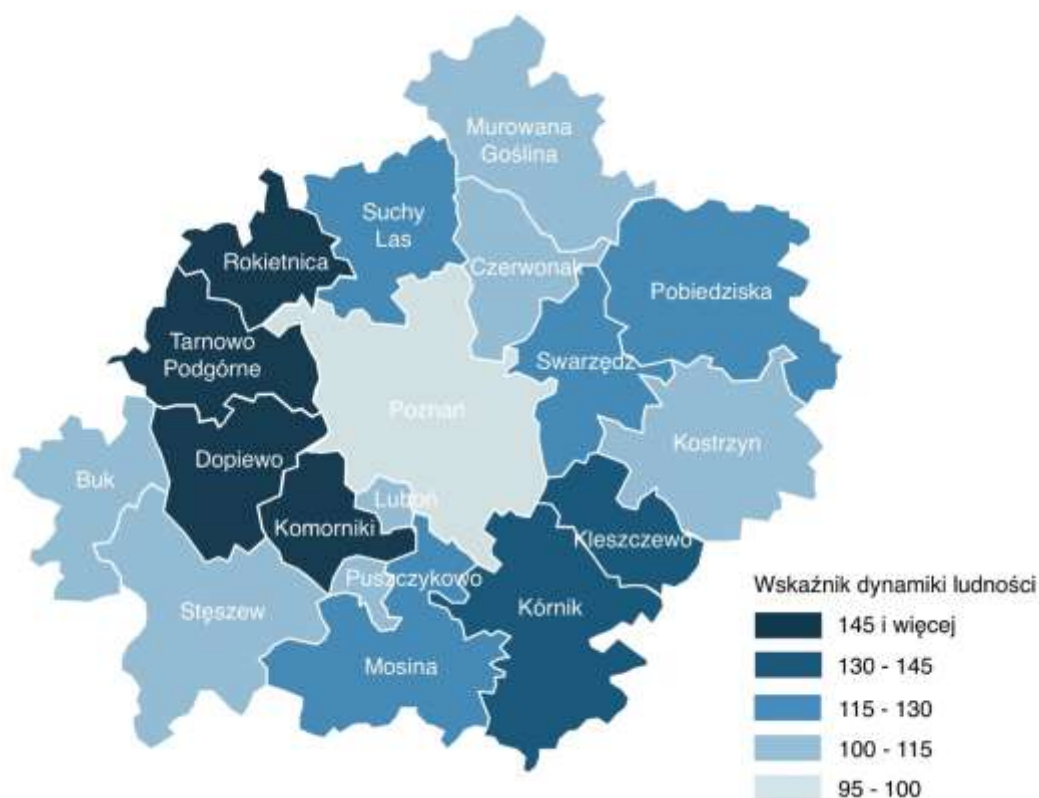 Murowana
Goślina
Suchy
Las
Rokietnica
Czerwonak
Pobiedziska
Tarnowo
Podgórne
Swarzędz
Poznań
Kostrzyn
Dopiewo
Buk
Luboń
Komorniki
Kleszczewo
Puszczykowo
Stęszew
Kórnik
Mosina
Wskaźnik dynamiki ludności
145 i więcej
130 - 145
115 - 130
100 - 115
95 - 100